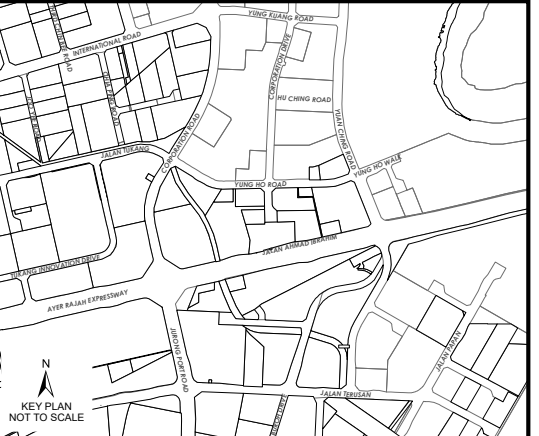 YUNG KUANG ROAD
INTERNATIONAL ROAD
CORPORATION DRIVE
HU CHING ROAD
YUAN CHING ROAD
CORPORATION ROAD
JALAN TUKANG
YUNG HO WALK
YUNG HO ROAD
JALAN AHMAD IBRAHIM
TUKANG INNOVATION DRIVE
AYER RAJAH EXPRESSWAY
JURONG PORT ROAD
JALAN PAPAN
JALAN TERUSAN
N
KEY PLAN
NOT TO SCALE